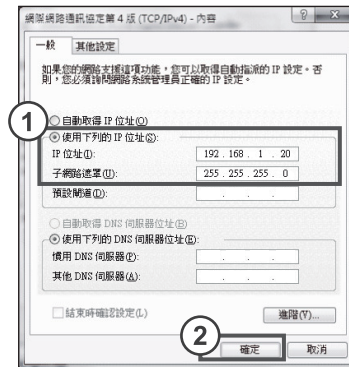 網際網路通訊協定第 4 版 (TCP/IPv4) - 內容
一般 其他設定
如果您的網路支援這項功能，您可以取得自動指派的 IP 設定。否
則，您必須詢問網路系統管理員正確的 IP 設定。
1
自動取得 IP 位址(O)
使用下列的 IP 位址(S):
IP 位址(I): 192 . 168 . 1 . 20
子網路遮罩(U): 255 . 255 . 255 . 0
預設閘道(D): . . .
自動取得 DNS 伺服器位址(B)
使用下列的 DNS 伺服器位址(E):
慣用 DNS 伺服器(P): . . .
其他 DNS 伺服器(A): . . .
結束時確認設定(L) 進階(V)...
2
確定 取消